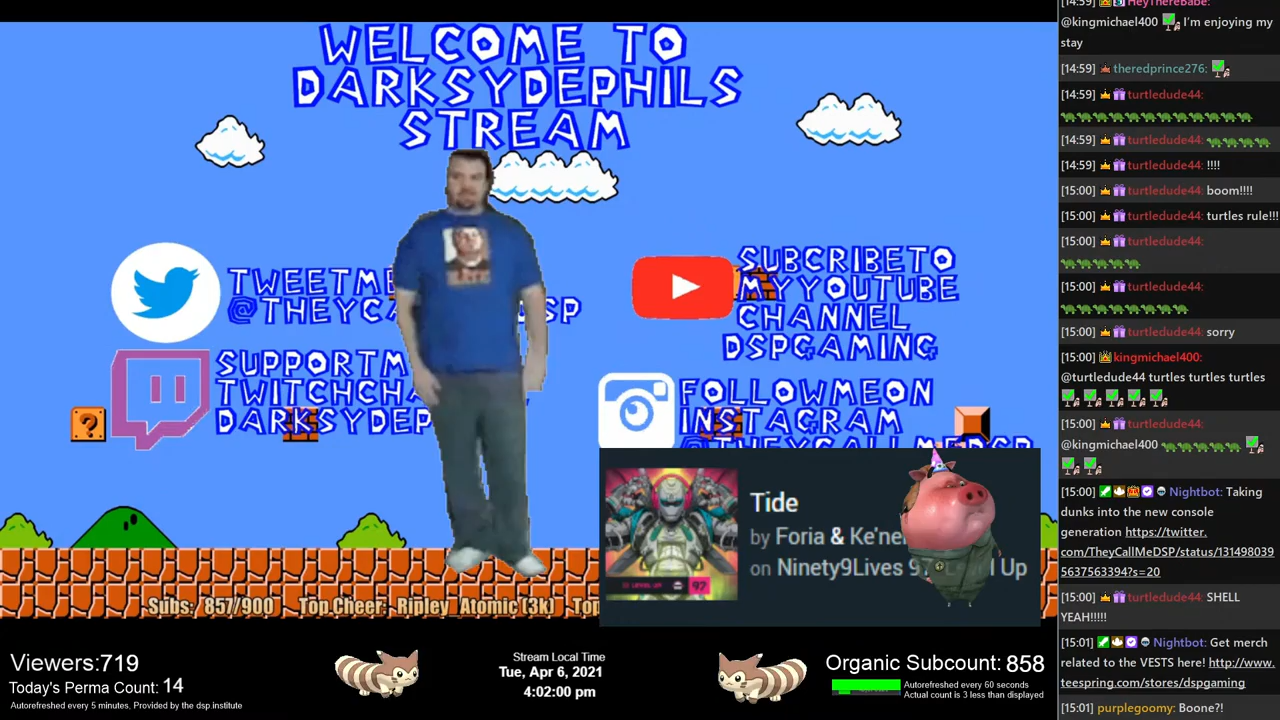 WELCOME TO
DARKSYDEPHILS
STREAM
TWEETME
@THEYCA
SP
SUPPORTM
TWITCHCHA
DARKSYDEP
SUBCRIBETO
MYYOUTUBE
CHANNEL
DSPGAMING
FOLLOWMEON
INSTAGRAM
@THEYCALLMEDSP
?
Tide
by Foria & Ke'ne
on Ninety9Lives 9
Up
97
Subs: 857/900 Top Cheer: Ripley_Atomic (3k) Top
Viewers:719
Today's Perma Count: 14
Autorefreshed every 5 minutes, Provided by the dsp institute
Stream Local Time
Tue, Apr 6, 2021
4:02:00 pm
Organic Subcount: 858
Autorefreshed every 60 seconds
Actual count is 3 less than displayed
[14:59] HeyThereBabe:
@kingmichael400 I'm enjoying my
stay
[14:59] theredprince276:
[14:59] turtledude44:
[14:59] turtledude44:
[14:59] turtledude44: !!!!
[15:00] turtledude44: boom!!!!
[15:00] turtledude44: turtles rule!!!
[15:00] turtledude44:
[15:00] turtledude44:
[15:00] turtledude44: sorry
[15:00] kingmichael400:
@turtledude44 turtles turtles turtles
[15:00] turtledude44:
@kingmichael400
[15:00] Nightbot: Taking
dunks into the new console
generation https://twitter.
com/TheyCallMeDSP/status/131498039
5637563394?s=20
[15:00] turtledude44: SHELL
YEAH!!!!!
[15:01] Nightbot: Get merch
related to the VESTS here! http://www.
teespring.com/stores/dspgaming
[15:01] purplegoomy: Boone?!